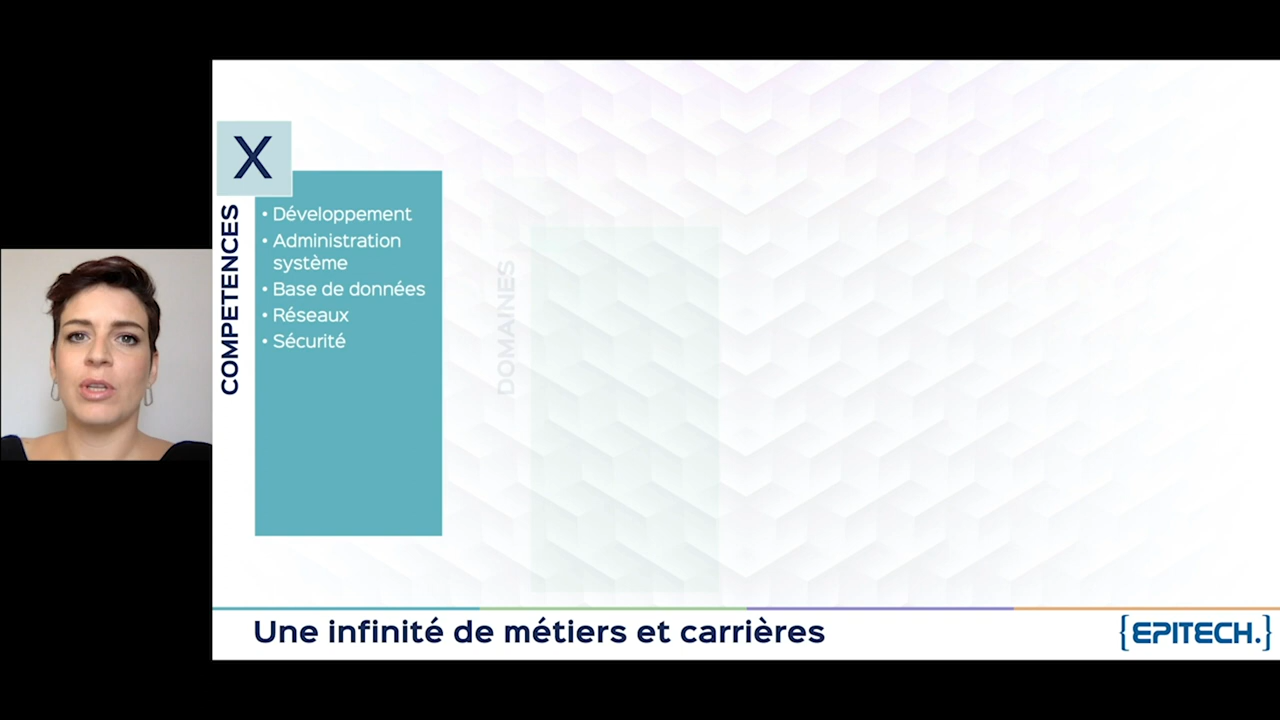 X
COMPETENCES
• Développement
• Administration
système
• Base de données
• Réseaux
• Sécurité
DOMAINES
Une infinité de métiers et carrières
{EPITECH.}